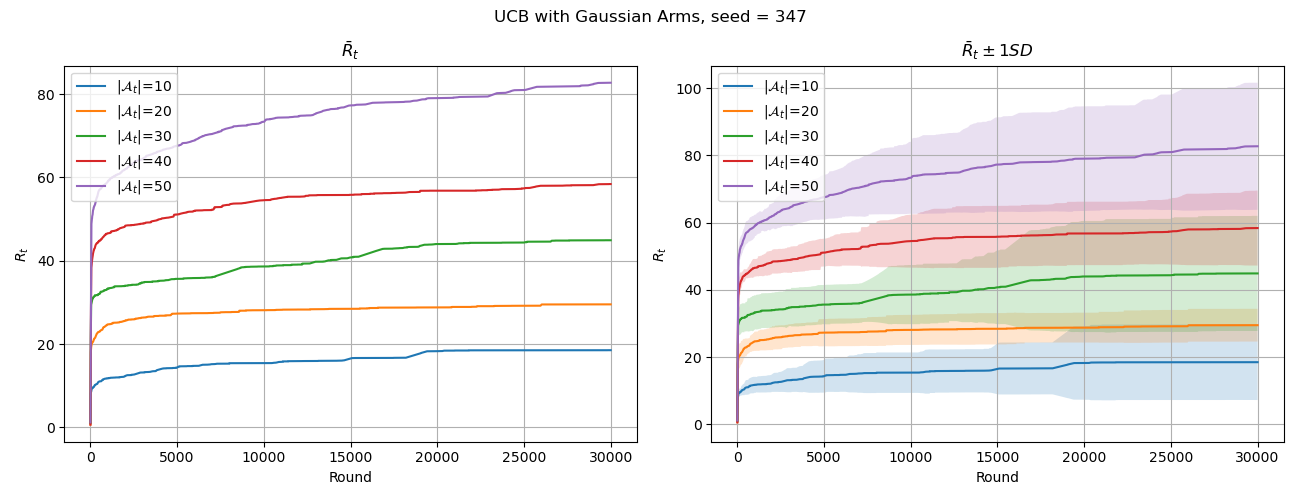 UCB with Gaussian Arms, seed = 347
R̄ₜ
|𝒜ₜ|=10
|𝒜ₜ|=20
|𝒜ₜ|=30
|𝒜ₜ|=40
|𝒜ₜ|=50
80
60
40
20
0
Rₜ
0 5000 10000 15000 20000 25000 30000
Round
R̄ₜ ± 1SD
|𝒜ₜ|=10
|𝒜ₜ|=20
|𝒜ₜ|=30
|𝒜ₜ|=40
|𝒜ₜ|=50
100
80
60
40
20
0
Rₜ
0 5000 10000 15000 20000 25000 30000
Round